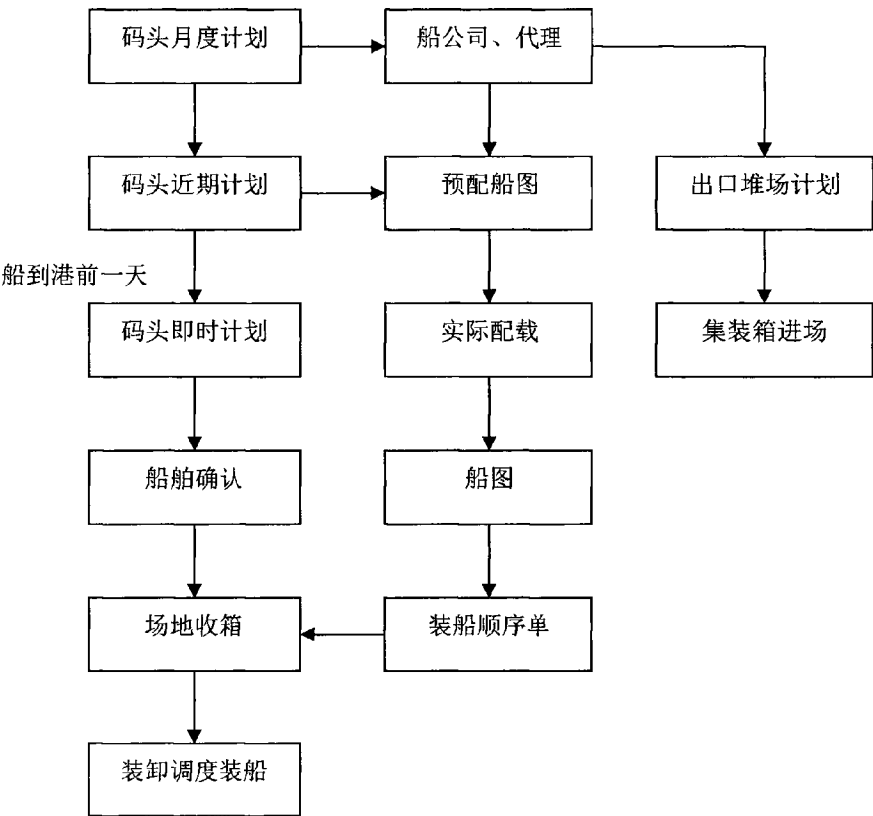 码头月度计划
船公司、代理
码头近期计划
预配船图
出口堆场计划
船到港前一天
码头即时计划
实际配载
集装箱进场
船舶确认
船图
场地收箱
装船顺序单
装卸调度装船